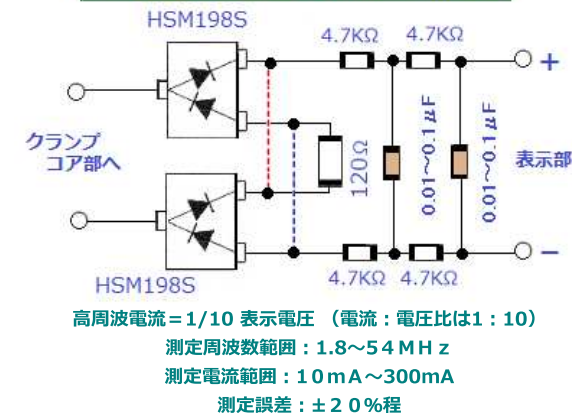 HSM198S
4.7KΩ 4.7KΩ
+
クランプ
コア部へ
120Ω
0.01～0.1μF
0.01～0.1μF
表示部
−
HSM198S
4.7KΩ 4.7KΩ
高周波電流＝1/10 表示電圧 （電流：電圧比は1：10）
測定周波数範囲：1.8～５４ＭＨｚ
測定電流範囲：１０ｍＡ～300mA
測定誤差：±２０％程